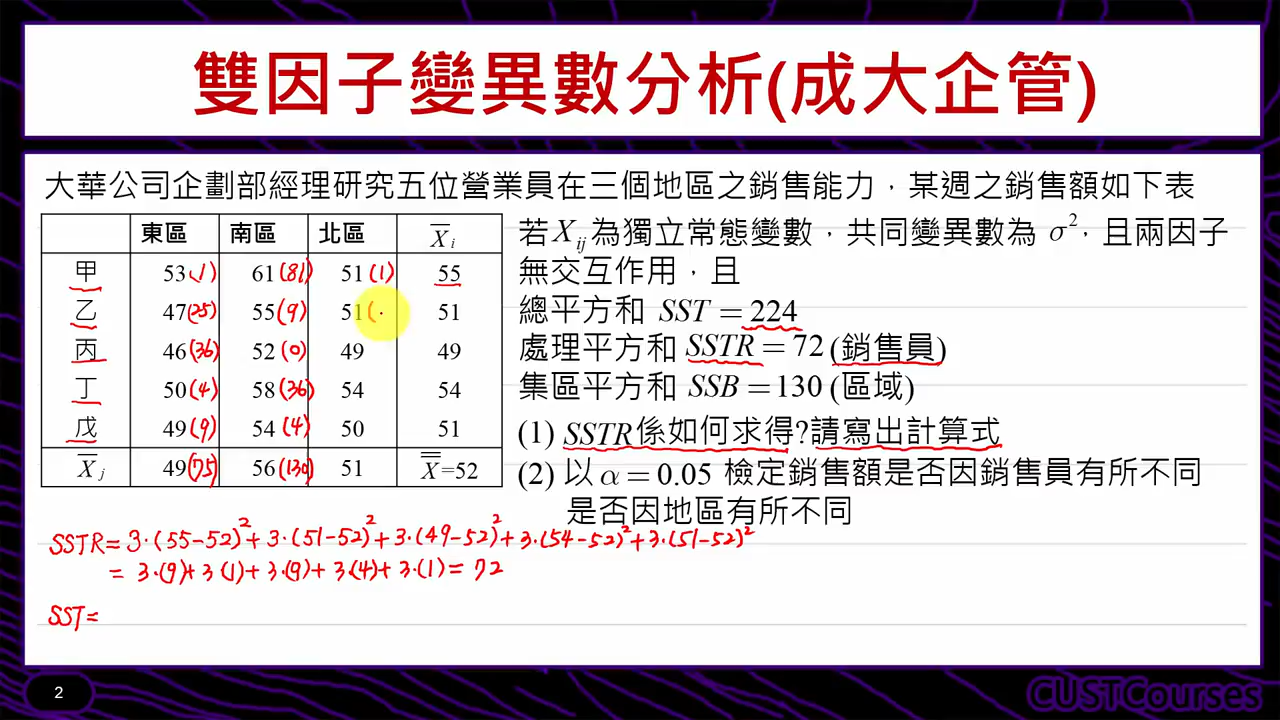 雙因子變異數分析(成大企管)
大華公司企劃部經理研究五位營業員在三個地區之銷售能力，某週之銷售額如下表
東區 南區 北區 X̄i
甲 53(1) 61(81) 51(1) 55
乙 47(25) 55(9) 51(· 51
丙 46(36) 52(0) 49 49
丁 50(4) 58(36) 54 54
戊 49(9) 54(4) 50 51
X̄j 49(75) 56(130) 51 X̿=52
若 Xij 為獨立常態變數，共同變異數為 σ²，且兩因子
無交互作用，且
總平方和 SST = 224
處理平方和 SSTR = 72 (銷售員)
集區平方和 SSB = 130 (區域)
(1) SSTR係如何求得?請寫出計算式
(2) 以 α = 0.05 檢定銷售額是否因銷售員有所不同
是否因地區有所不同
SSTR = 3·(55-52)² + 3·(51-52)² + 3·(49-52)² + 3·(54-52)² + 3·(51-52)²
= 3·(9) + 3(1) + 3·(9) + 3·(4) + 3·(1) = 72
SST =
2
CUSTCourses